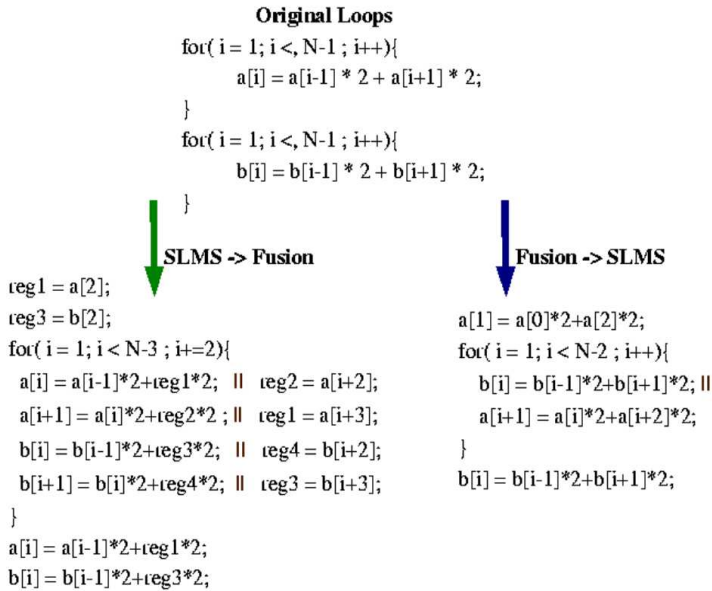 Original Loops
for( i = 1; i <, N-1 ; i++){
a[i] = a[i-1] * 2 + a[i+1] * 2;
}
for( i = 1; i <, N-1 ; i++){
b[i] = b[i-1] * 2 + b[i+1] * 2;
}
SLMS -> Fusion
reg1 = a[2];
reg3 = b[2];
for( i = 1; i < N-3 ; i+=2){
a[i] = a[i-1]*2+reg1*2; || reg2 = a[i+2];
a[i+1] = a[i]*2+reg2*2 ; || reg1 = a[i+3];
b[i] = b[i-1]*2+reg3*2; || reg4 = b[i+2];
b[i+1] = b[i]*2+reg4*2; || reg3 = b[i+3];
}
a[i] = a[i-1]*2+reg1*2;
b[i] = b[i-1]*2+reg3*2;
Fusion -> SLMS
a[1] = a[0]*2+a[2]*2;
for( i = 1; i < N-2 ; i++){
b[i] = b[i-1]*2+b[i+1]*2; ||
a[i+1] = a[i]*2+a[i+2]*2;
}
b[i] = b[i-1]*2+b[i+1]*2;